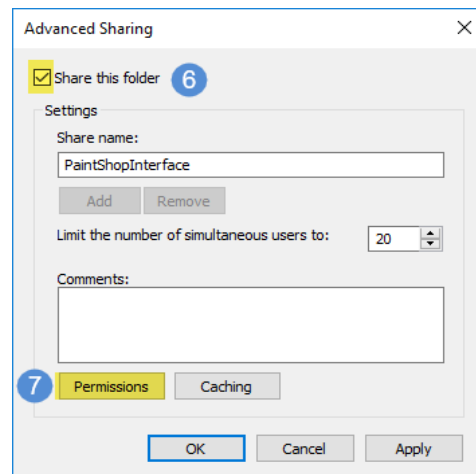 Advanced Sharing
Share this folder 6
Settings
Share name:
PaintShopInterface
Add Remove
Limit the number of simultaneous users to: 20
Comments:
7 Permissions Caching
OK Cancel Apply